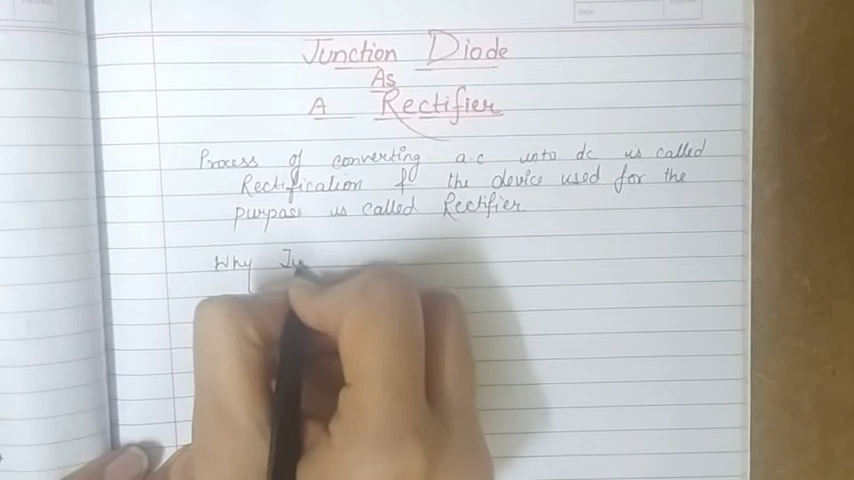 Junction Diode
As
A Rectifier
Process of converting a.c into dc is called
Rectification & the device used for the
purpose is called Rectifier
Why Ju